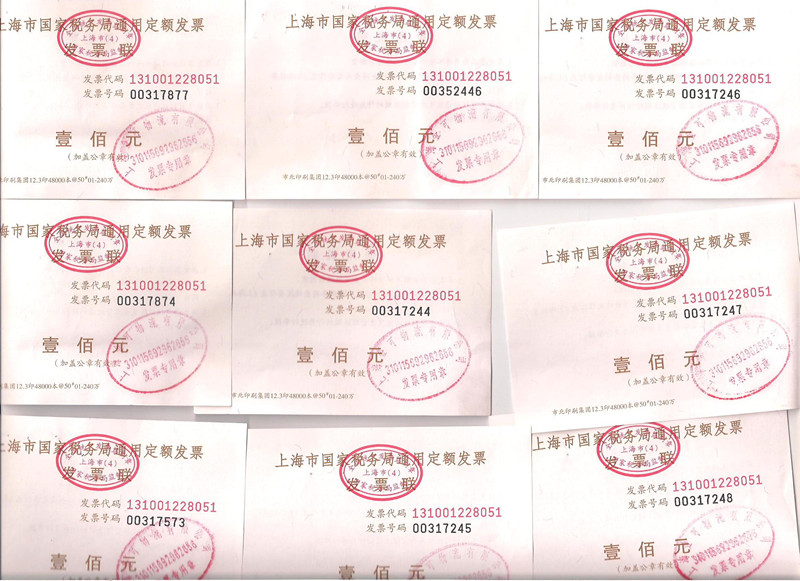 上海市国家税务局通用定额发票
上海市(4)
发票联
发票代码 131001228051
发票号码 00317877
壹佰元
(加盖公章有效)
310115692962656
发票专用章
市北印刷集团12.3印48000本@50#01-240万
上海市国家税务局通用定额发票
上海市(4)
发票联
发票代码 131001228051
发票号码 00352446
壹佰元
(加盖公章有效)
310115692962656
发票专用章
市北印刷集团12.3印48000本@50#01-240万
上海市国家税务局通用定额发票
上海市(4)
发票联
发票代码 131001228051
发票号码 00317246
壹佰元
(加盖公章有效)
310115692962656
发票专用章
市北印刷集团12.3印48000本@50#01-240万
海市国家税务局通用定额发票
上海市(4)
发票联
发票代码 131001228051
发票号码 00317874
壹佰元
(加盖公章有效)
310115692962656
发票专用章
刷集团12.3印48000本@50#01-240万
上海市国家税务局通用定额发票
上海市(4)
发票联
发票代码 131001228051
发票号码 00317244
壹佰元
(加盖公章有效)
310115692962656
发票专用章
市北印刷集团12.3印48000本@50#01-240万
上海市国家税务局通用定额发票
上海市(4)
发票联
发票代码 131001228051
发票号码 00317247
壹佰元
(加盖公章有效)
310115692962656
发票专用章
市北印刷集团12.3印48000本@50#01-240万
上海市国家税务局通用定额发票
上海市(4)
发票联
发票代码 131001228051
发票号码 00317573
壹佰元
310115692962656
上海市国家税务局通用定额发票
上海市(4)
发票联
发票代码 131001228051
发票号码 00317245
壹佰元
上海市国家税务局通用定额发票
上海市(4)
发票联
发票代码 131001228051
发票号码 00317248
壹佰元
(加盖公章有效)
310115692962656
发票专用章